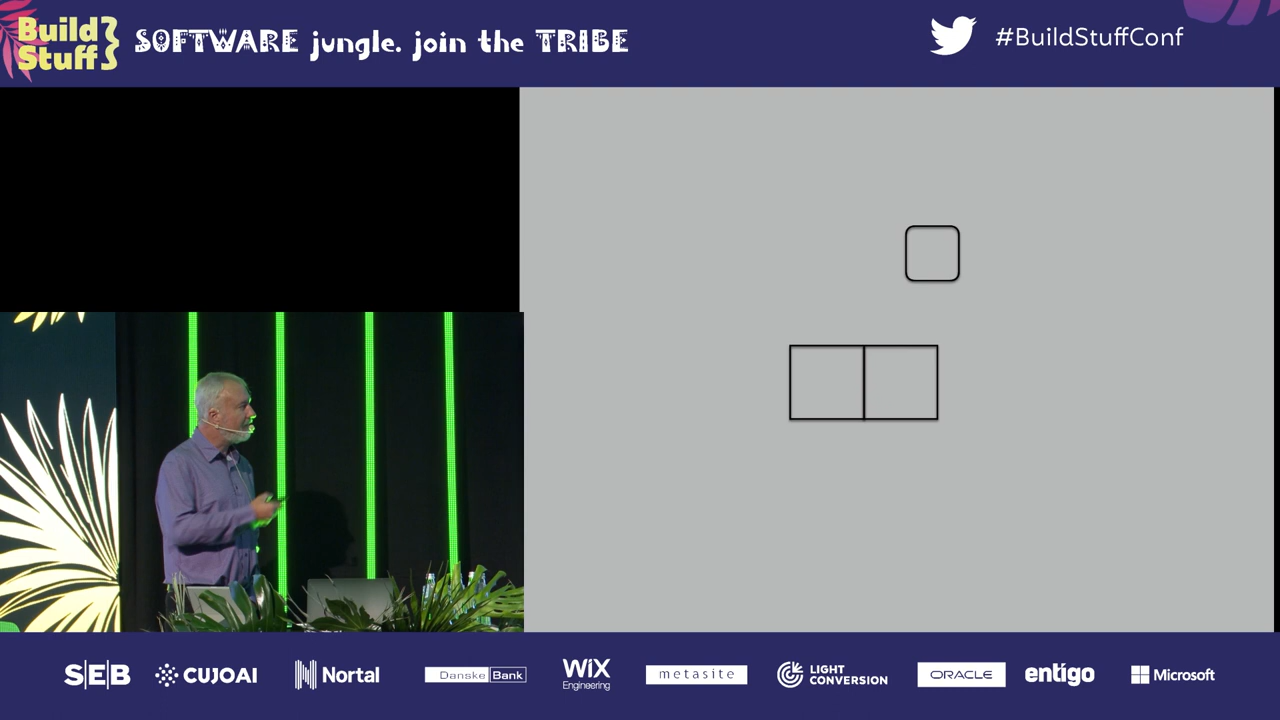 Build
Stuff
SOFTWARE jungle. join the TRIBE
#BuildStuffConf
S|E|B
CUJOAI
Nortal
Danske Bank
WiX
Engineering
metasite
LIGHT
CONVERSION
ORACLE
entigo
Microsoft